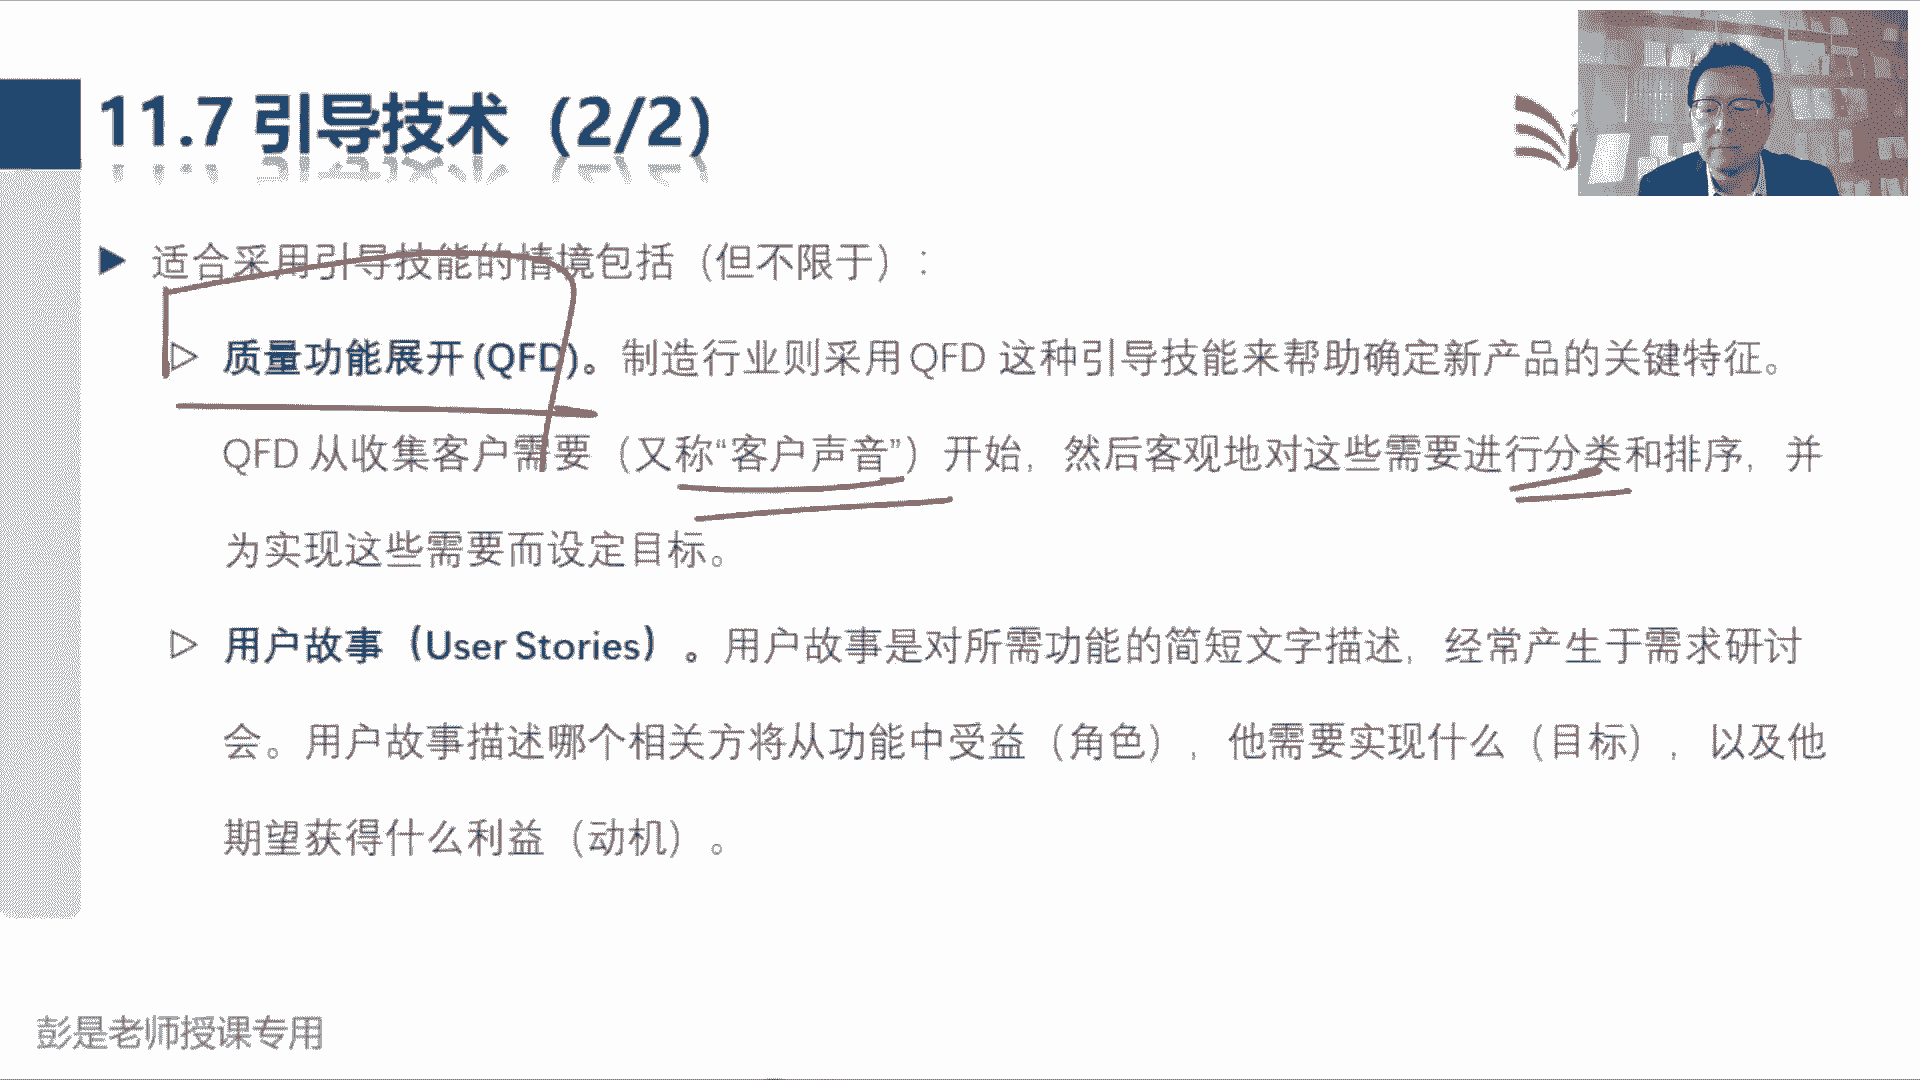 11.7 引导技术（2/2）
适合采用引导技能的情境包括（但不限于）：
质量功能展开 (QFD)。制造行业则采用 QFD 这种引导技能来帮助确定新产品的关键特征。
QFD 从收集客户需要（又称“客户声音”）开始，然后客观地对这些需要进行分类和排序，并
为实现这些需要而设定目标。
用户故事（User Stories）。用户故事是对所需功能的简短文字描述，经常产生于需求研讨
会。用户故事描述哪个相关方将从功能中受益（角色），他需要实现什么（目标），以及他
期望获得什么利益（动机）。
彭是老师授课专用